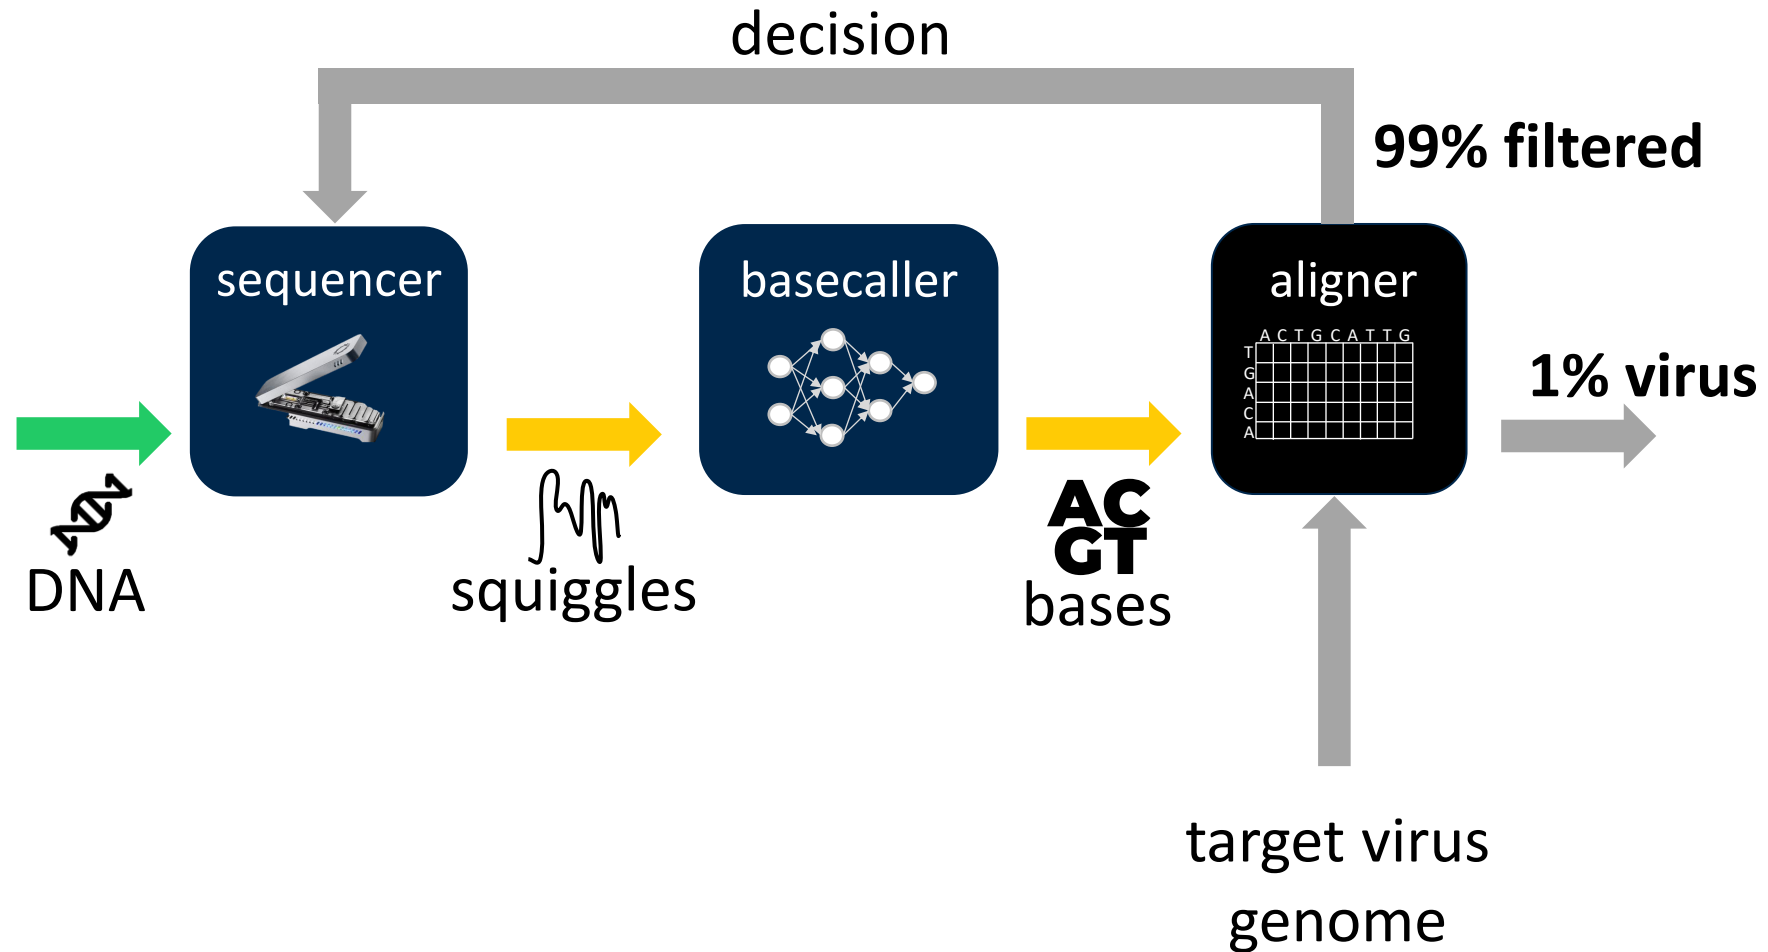 decision
99% filtered
sequencer
basecaller
aligner
A C T G C A T T G
T
G
A
C
A
1% virus
DNA
squiggles
AC
GT
bases
target virus
genome